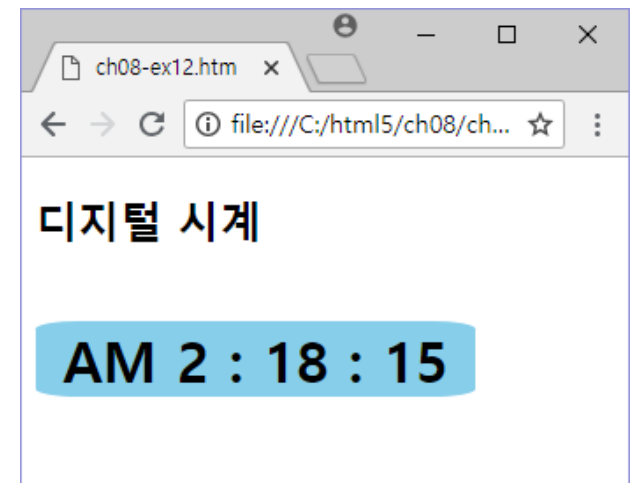 ch08-ex12.htm
file:///C:/html5/ch08/ch...
디지털 시계
AM 2 : 18 : 15